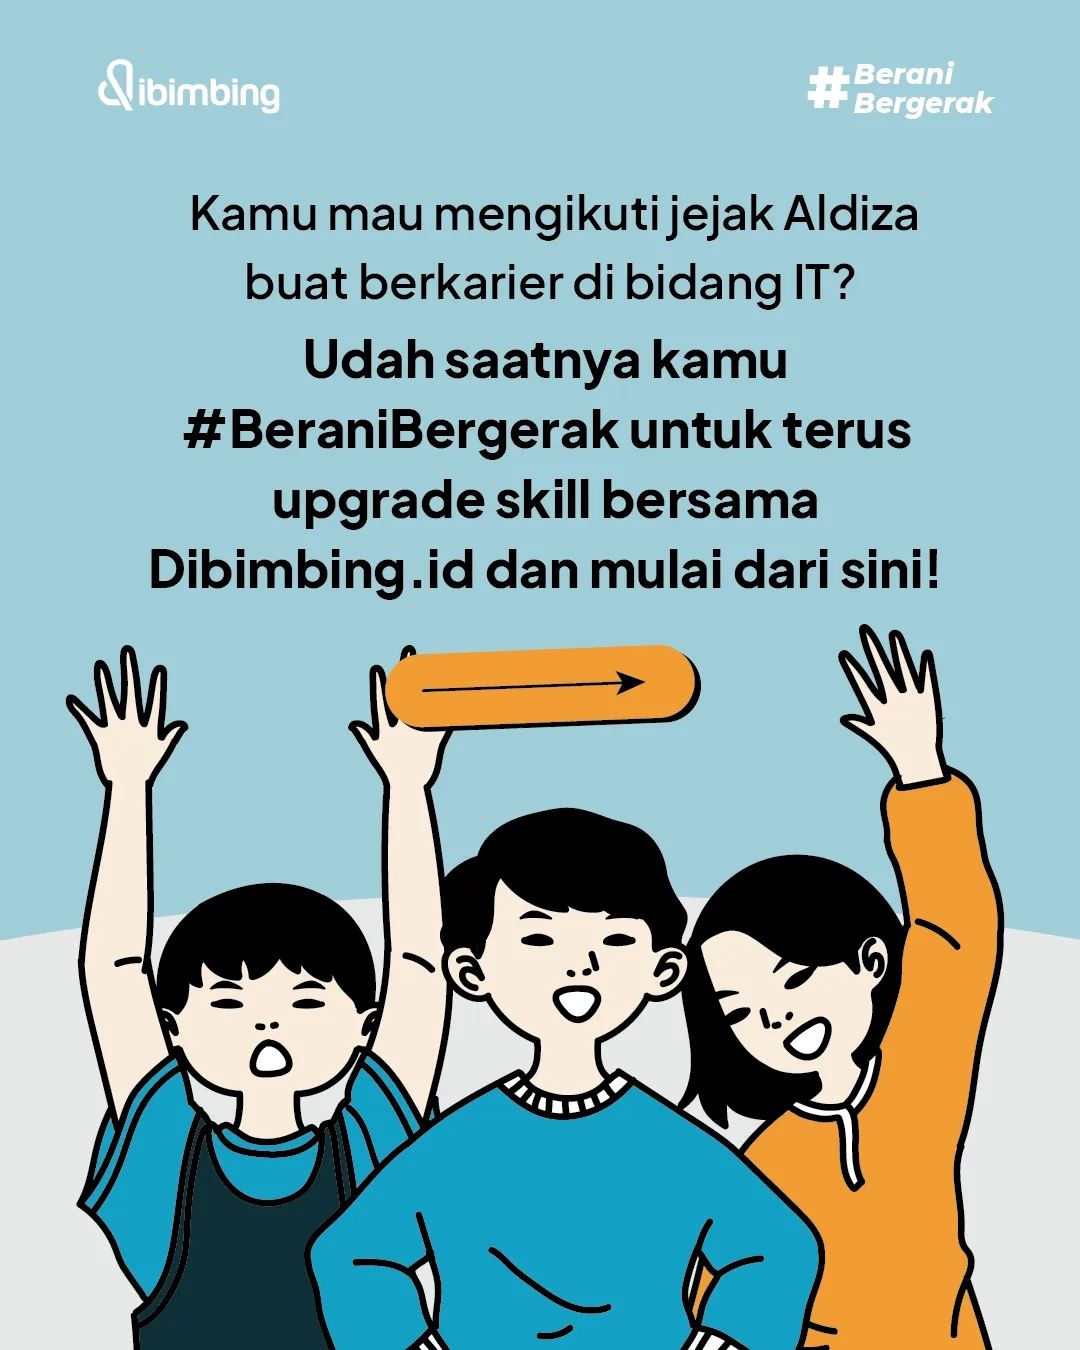 dibimbing
#Berani
Bergerak
Kamu mau mengikuti jejak Aldiza
buat berkarier di bidang IT?
Udah saatnya kamu
#BeraniBergerak untuk terus
upgrade skill bersama
Dibimbing.id dan mulai dari sini!